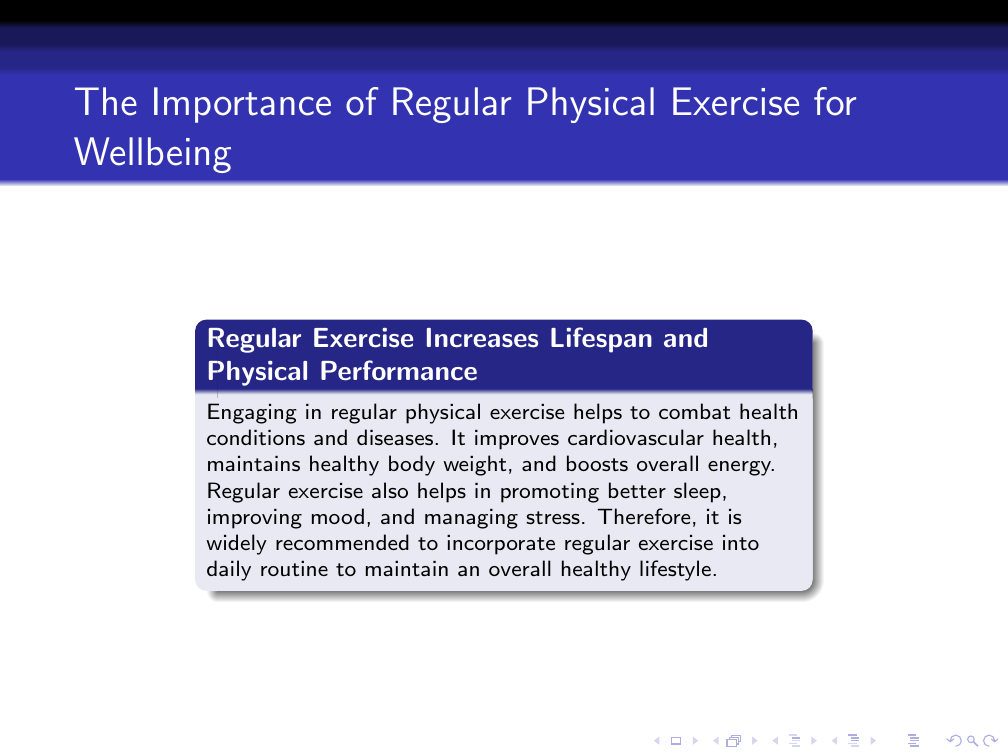 The Importance of Regular Physical Exercise for
Wellbeing
Regular Exercise Increases Lifespan and
Physical Performance
Engaging in regular physical exercise helps to combat health
conditions and diseases. It improves cardiovascular health,
maintains healthy body weight, and boosts overall energy.
Regular exercise also helps in promoting better sleep,
improving mood, and managing stress. Therefore, it is
widely recommended to incorporate regular exercise into
daily routine to maintain an overall healthy lifestyle.